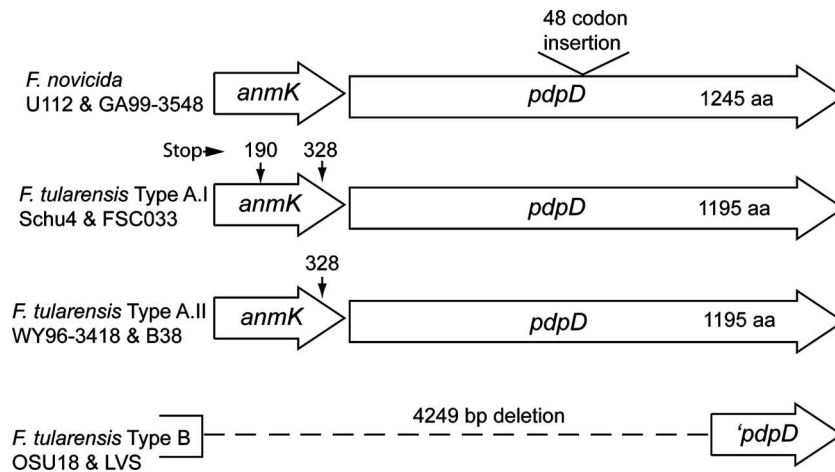 48 codon
insertion
F. novicida
U112 & GA99-3548
anmK
pdpD
1245 aa
Stop
190
328
F. tularensis Type A.I
Schu4 & FSC033
anmK
pdpD
1195 aa
328
F. tularensis Type A.II
WY96-3418 & B38
anmK
pdpD
1195 aa
4249 bp deletion
F. tularensis Type B
OSU18 & LVS
'pdpD